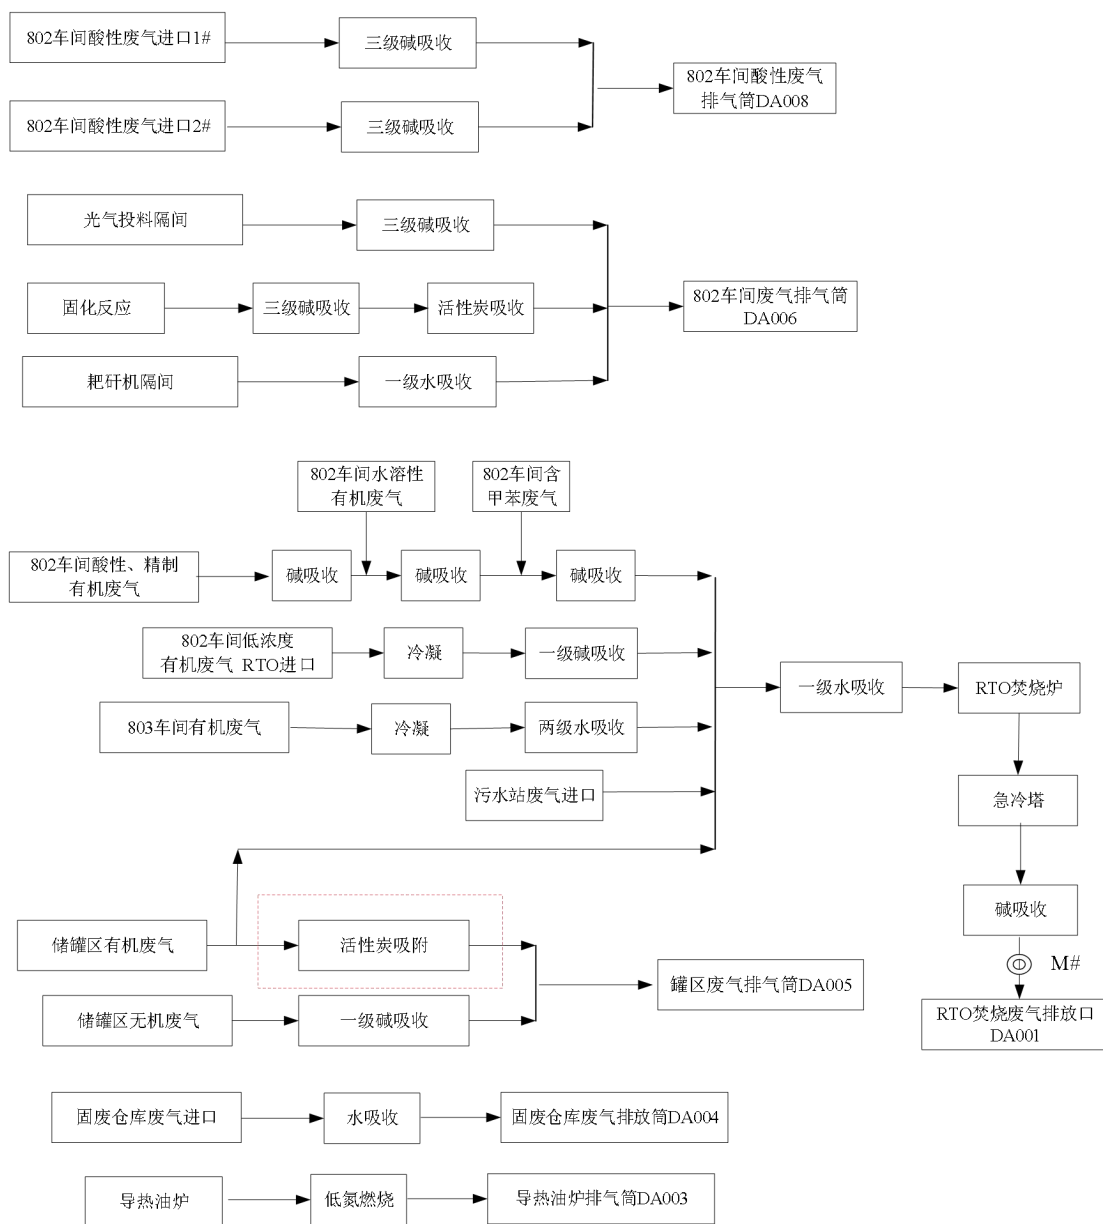 802车间酸性废气进口1#
三级碱吸收
802车间酸性废气
排气筒DA008
802车间酸性废气进口2#
三级碱吸收
光气投料隔间
三级碱吸收
固化反应
三级碱吸收
活性炭吸收
802车间废气排气筒
DA006
耙矸机隔间
一级水吸收
802车间水溶性
有机废气
802车间含
甲苯废气
802车间酸性、精制
有机废气
碱吸收
碱吸收
碱吸收
802车间低浓度
有机废气 RTO进口
冷凝
一级碱吸收
一级水吸收
RTO焚烧炉
803车间有机废气
冷凝
两级水吸收
污水站废气进口
急冷塔
碱吸收
储罐区有机废气
活性炭吸附
M#
罐区废气排气筒DA005
储罐区无机废气
一级碱吸收
RTO焚烧废气排放口
DA001
固废仓库废气进口
水吸收
固废仓库废气排放筒DA004
导热油炉
低氮燃烧
导热油炉排气筒DA003